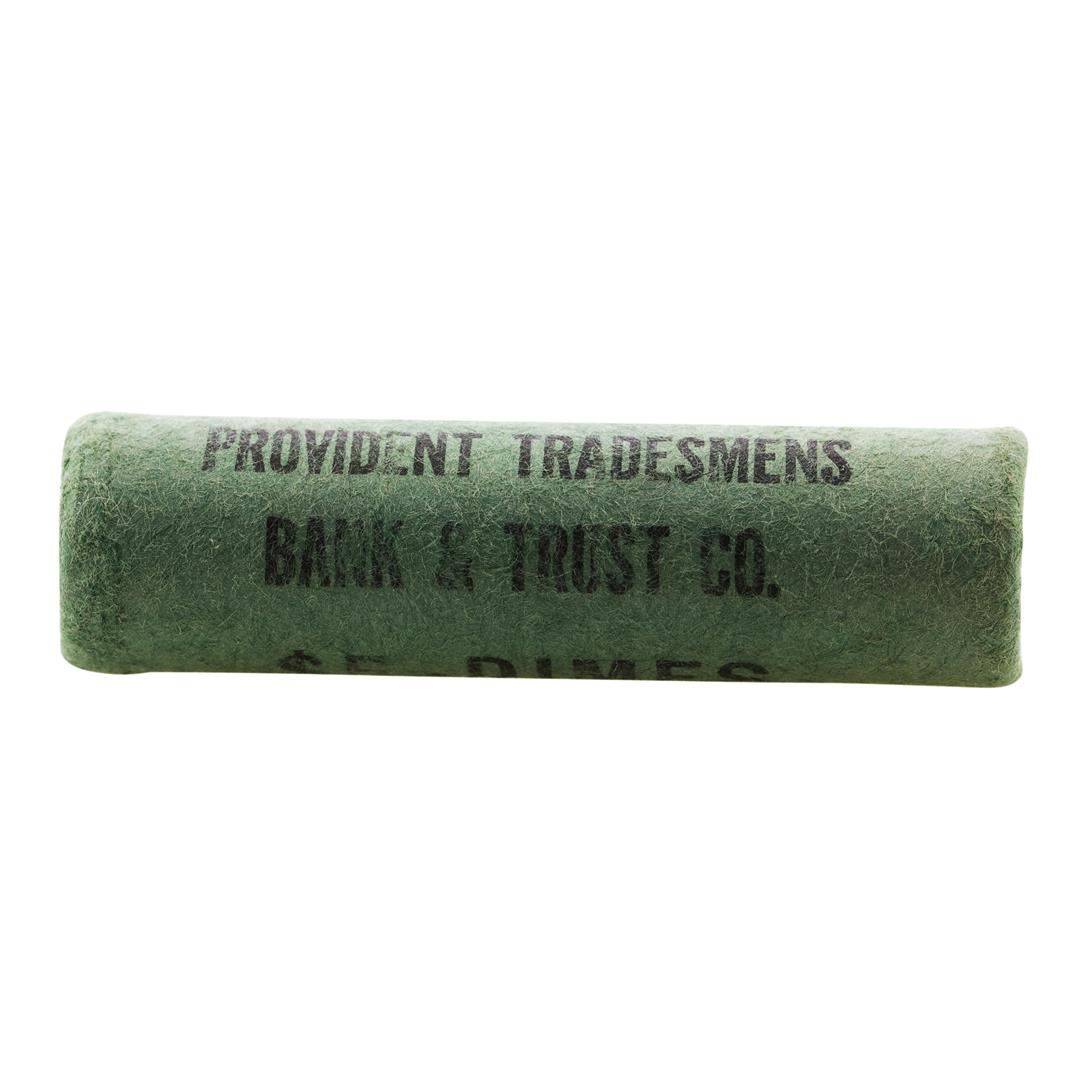 PROVIDENT TRADESMENS
BANK & TRUST CO.
$5 DIMES